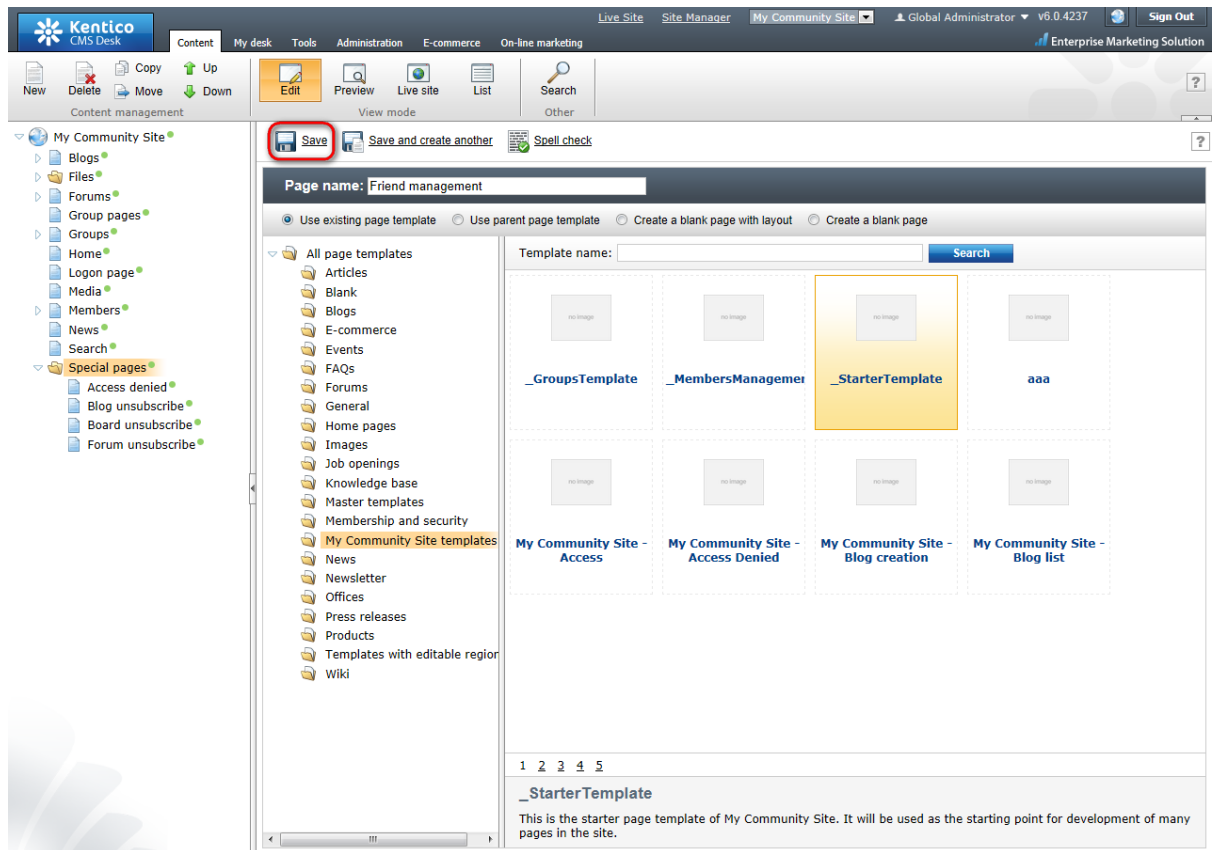 Kentico
CMS Desk
Live Site Site Manager My Community Site Global Administrator v6.0.4237 Sign Out
Content My desk Tools Administration E-commerce On-line marketing Enterprise Marketing Solution
New Delete Copy Move Up Down
Content management
Edit Preview Live site List
View mode
Search
Other
?
My Community Site
Blogs
Files
Forums
Group pages
Groups
Home
Logon page
Media
Members
News
Search
Special pages
Access denied
Blog unsubscribe
Board unsubscribe
Forum unsubscribe
Save Save and create another Spell check ?
Page name: Friend management
Use existing page template Use parent page template Create a blank page with layout Create a blank page
All page templates
Articles
Blank
Blogs
E-commerce
Events
FAQs
Forums
General
Home pages
Images
Job openings
Knowledge base
Master templates
Membership and security
My Community Site templates
News
Newsletter
Offices
Press releases
Products
Templates with editable region
Wiki
Template name: Search
no image no image no image no image
_GroupsTemplate _MembersManagemer _StarterTemplate aaa
no image no image no image no image
My Community Site - My Community Site - My Community Site - My Community Site -
Access Access Denied Blog creation Blog list
1 2 3 4 5
_StarterTemplate
This is the starter page template of My Community Site. It will be used as the starting point for development of many
pages in the site.